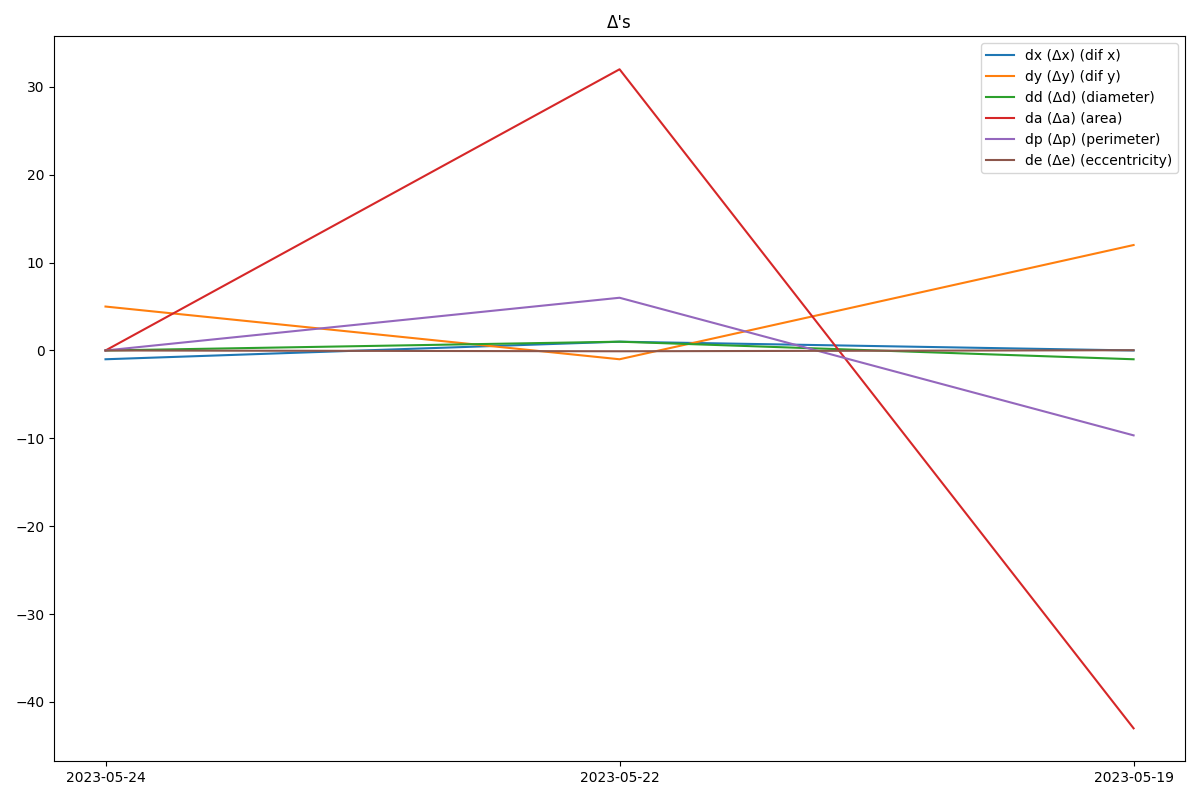 Δ's
dx (Δx) (dif x)
dy (Δy) (dif y)
dd (Δd) (diameter)
da (Δa) (area)
dp (Δp) (perimeter)
de (Δe) (eccentricity)
30
20
10
0
−10
−20
−30
−40
2023-05-24 2023-05-22 2023-05-19